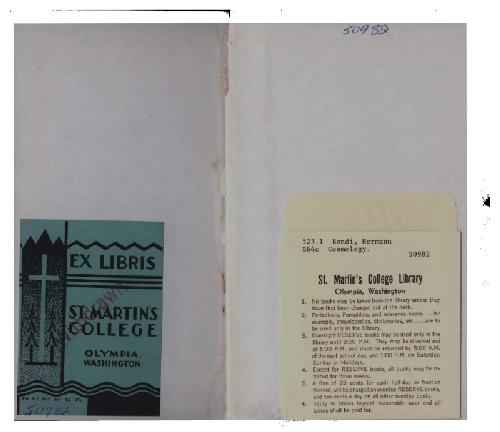 50982
EX LIBRIS
ST. MARTIN'S
COLLEGE
OLYMPIA
WASHINGTON
NUMBER
50982
523.1 Bondi, Hermann
B64c Cosmology.
50982
St. Martin's College Library
Olympia, Washington
1. No books may be taken from the library unless they
have first been charged out at the desk.
2. Periodicals, Pamphlets, and reference books....for
example, encyclopedias, dictionaries, etc.....are to
be used only in the Library.
3. Overnight RESERVE books may be used only in the
library until 8:00 P.M. They may be checked out
at 8:00 P.M. and must be returned by 8:00 A.M.
of the next school day, and 1:00 P.M. on Saturday,
Sunday or Holidays.
4. Except for RESERVE books, all books may be re-
tained for three weeks.
5. A fine of 25 cents for each half-day or fraction
thereof, will be charged on overdue RESERVE books,
and ten cents a day on all other overdue books.
6. Injury to books beyond reasonable wear and all
losses shall be paid for.